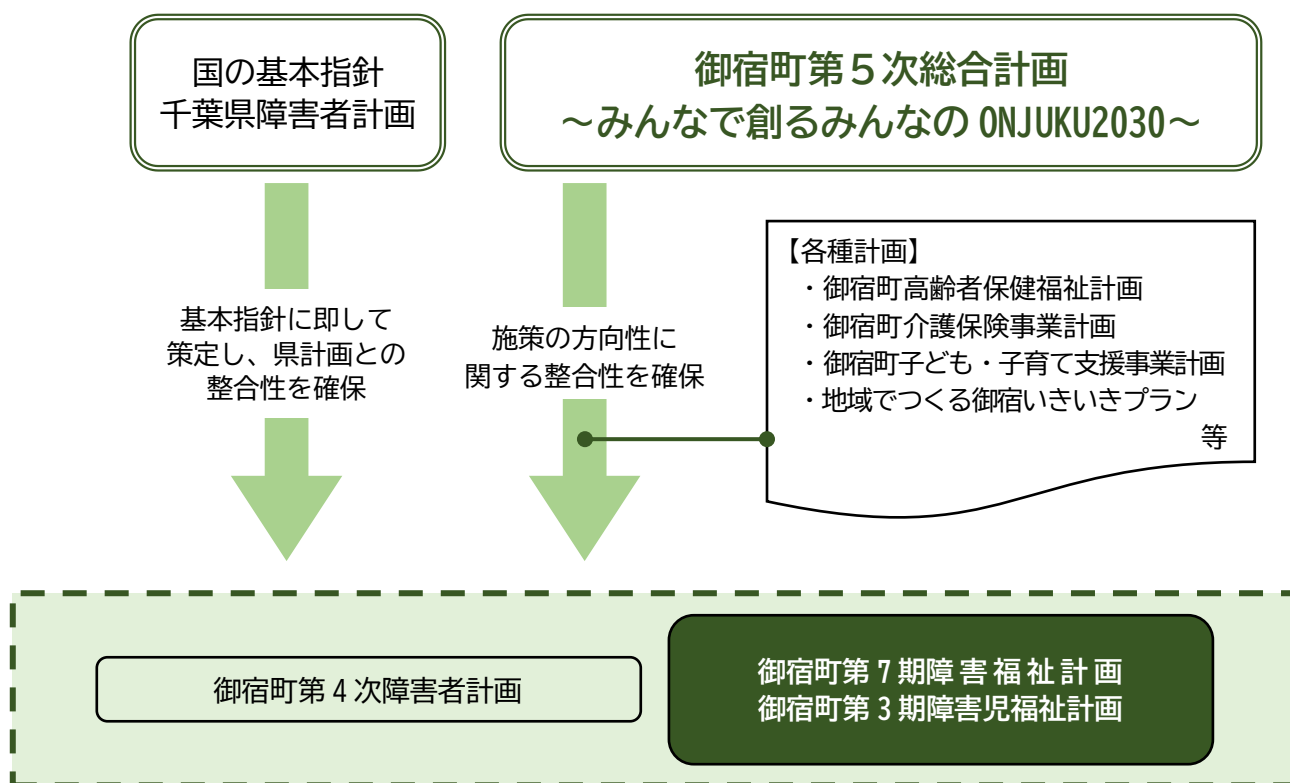 国の基本指針
千葉県障害者計画
御宿町第５次総合計画
～みんなで創るみんなの ONJUKU2030～
基本指針に即して
策定し、県計画との
整合性を確保
施策の方向性に
関する整合性を確保
【各種計画】
・御宿町高齢者保健福祉計画
・御宿町介護保険事業計画
・御宿町子ども・子育て支援事業計画
・地域でつくる御宿いきいきプラン
等
御宿町第 4 次障害者計画
御宿町第 7 期障害福祉計画
御宿町第 3 期障害児福祉計画